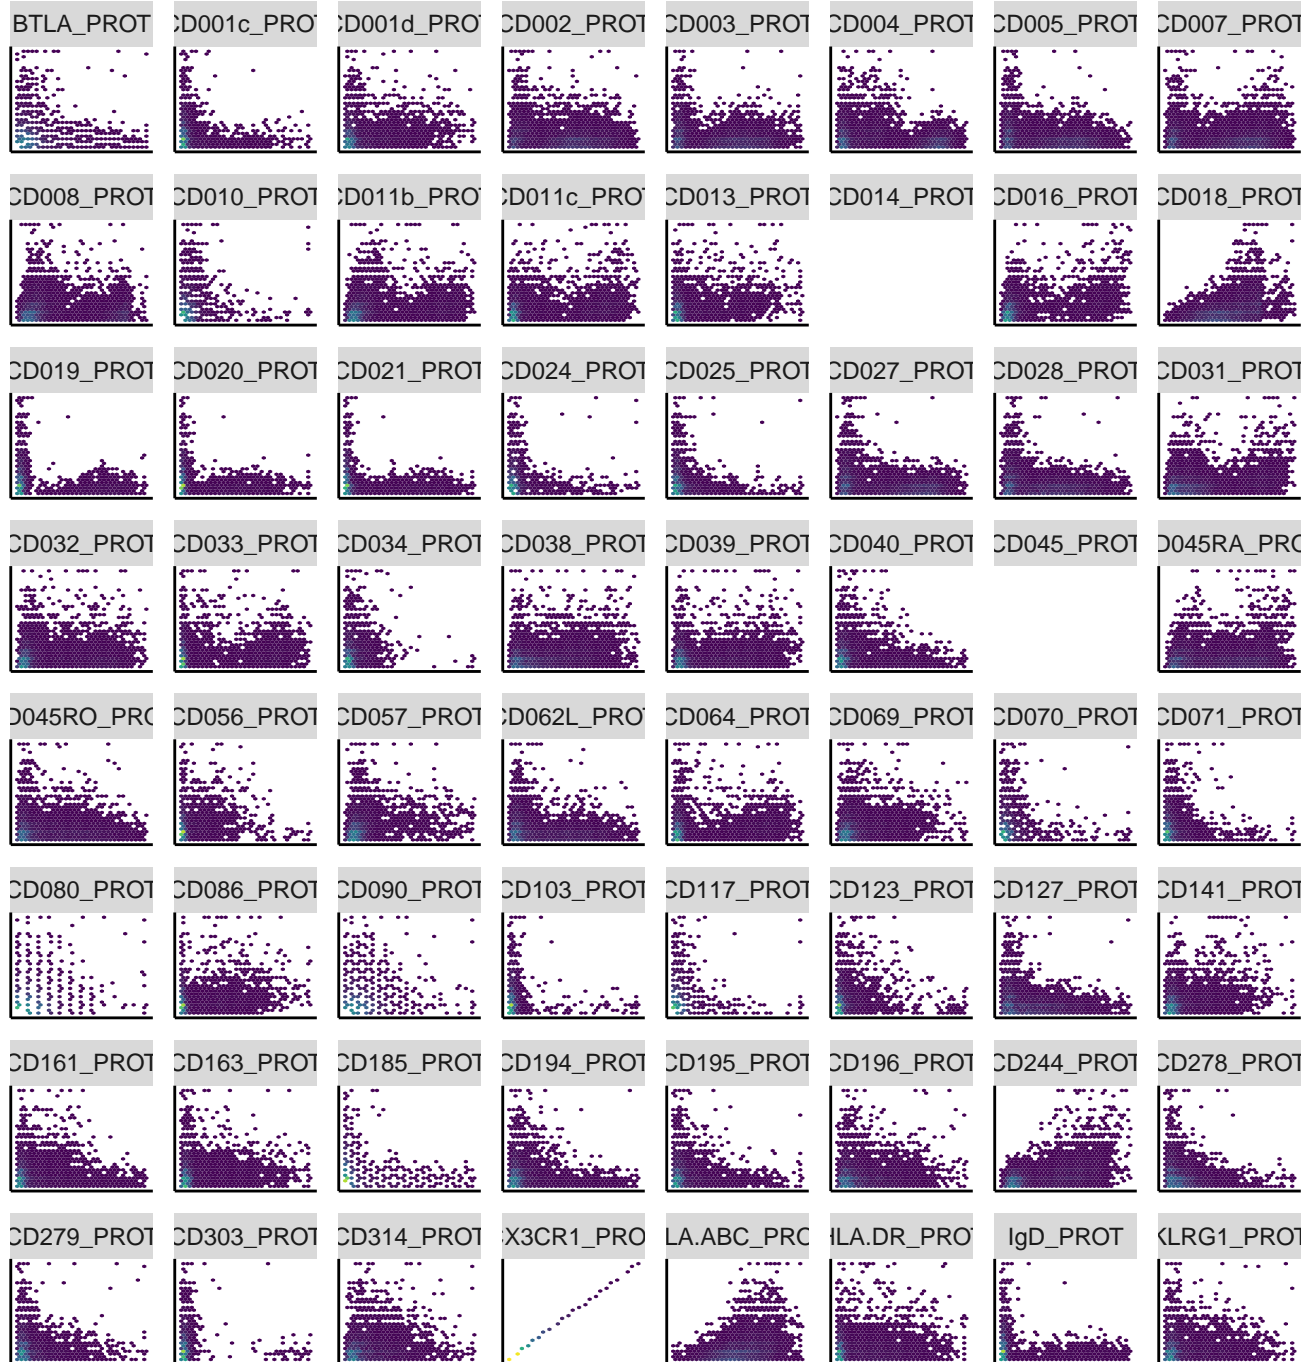 BTLA_PROT CD001c_PROT CD001d_PROT CD002_PROT CD003_PROT CD004_PROT CD005_PROT CD007_PROT
CD008_PROT CD010_PROT CD011b_PROT CD011c_PROT CD013_PROT CD014_PROT CD016_PROT CD018_PROT
CD019_PROT CD020_PROT CD021_PROT CD024_PROT CD025_PROT CD027_PROT CD028_PROT CD031_PROT
CD032_PROT CD033_PROT CD034_PROT CD038_PROT CD039_PROT CD040_PROT CD045_PROT D045RA_PRO
D045RO_PRO CD056_PROT CD057_PROT CD062L_PROT CD064_PROT CD069_PROT CD070_PROT CD071_PROT
CD080_PROT CD086_PROT CD090_PROT CD103_PROT CD117_PROT CD123_PROT CD127_PROT CD141_PROT
CD161_PROT CD163_PROT CD185_PROT CD194_PROT CD195_PROT CD196_PROT CD244_PROT CD278_PROT
CD279_PROT CD303_PROT CD314_PROT X3CR1_PRO LA.ABC_PRO HLA.DR_PROT IgD_PROT KLRG1_PROT